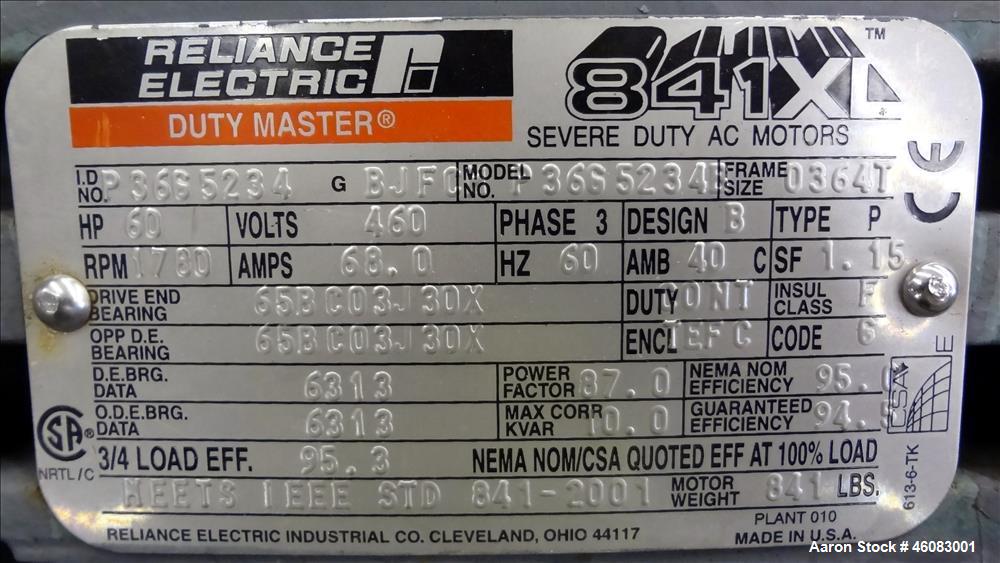 RELIANCE ELECTRIC
DUTY MASTER®
841XL™
SEVERE DUTY AC MOTORS
I.D NO. P36S5234 G BJFC MODEL NO. P36S5234 FRAME SIZE 0364T
HP 60 VOLTS 460 PHASE 3 DESIGN B TYPE P
RPM 1780 AMPS 68.0 HZ 60 AMB 40 C SF 1.15
DRIVE END BEARING 65BC03J30X DUTY CONT INSUL CLASS F
OPP D.E. BEARING 65BC03J30X ENCL TEFC CODE
D.E.BRG. DATA 6313 POWER FACTOR 87.0 NEMA NOM EFFICIENCY 95.0
O.D.E.BRG. DATA 6313 MAX CORR KVAR 10.0 GUARANTEED EFFICIENCY 94.5
3/4 LOAD EFF. 95.3 NEMA NOM/CSA QUOTED EFF AT 100% LOAD
MEETS IEEE STD 841-2001 MOTOR WEIGHT 841 LBS.
RELIANCE ELECTRIC INDUSTRIAL CO. CLEVELAND, OHIO 44117
PLANT 010
MADE IN U.S.A.
CE
CSA E
613-6-TK
SA®
NRTL/C
Aaron Stock # 46083001